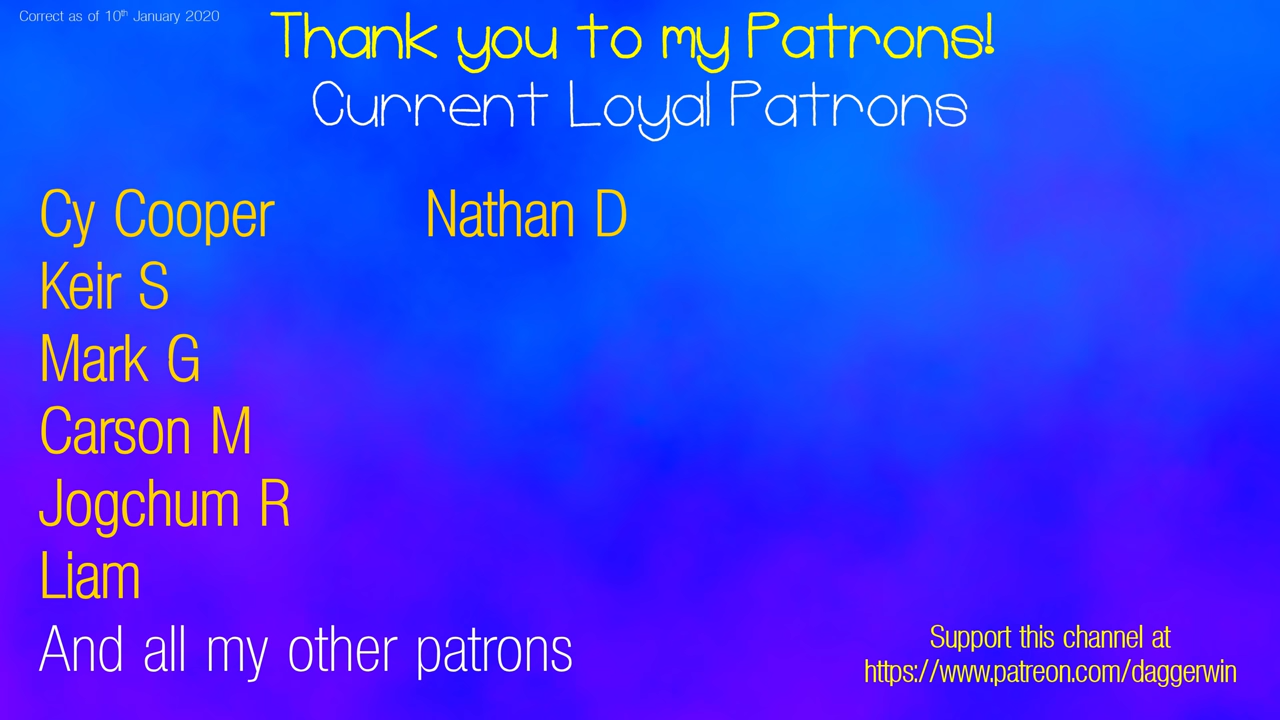 Correct as of 10th January 2020
Thank you to my Patrons!
Current Loyal Patrons
Cy Cooper
Keir S
Mark G
Carson M
Jogchum R
Liam
Nathan D
And all my other patrons
Support this channel at
https://www.patreon.com/daggerwin